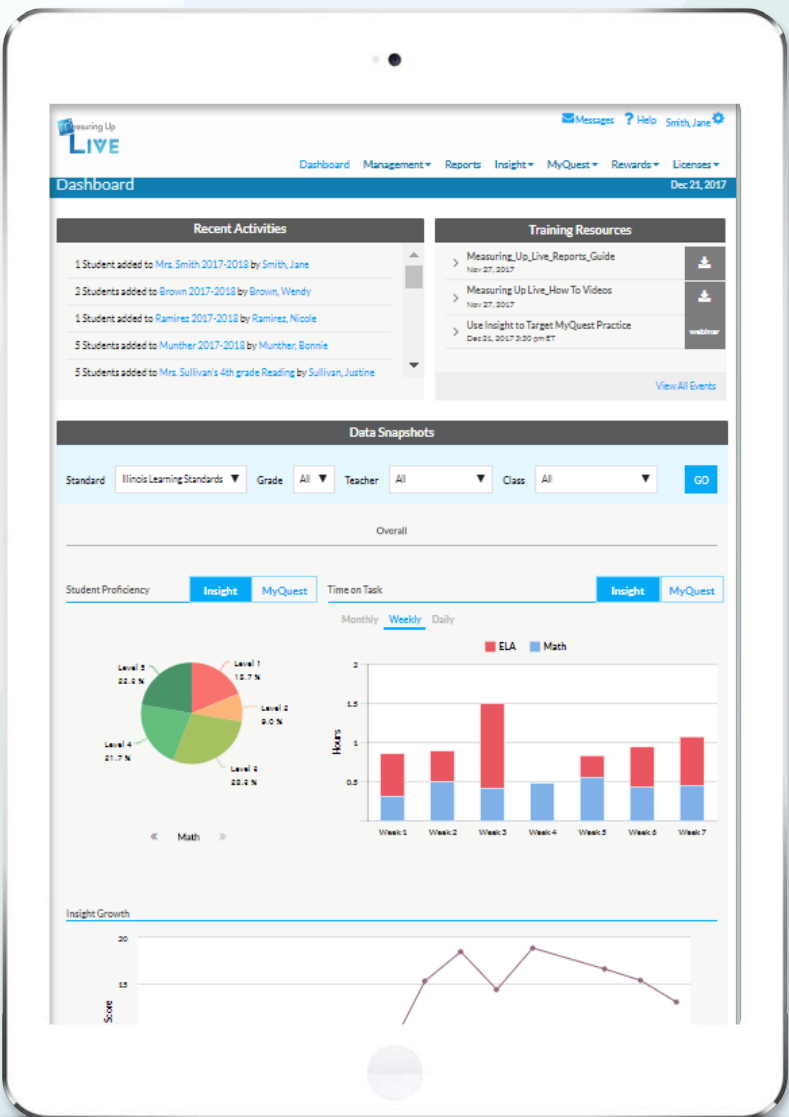 Measuring Up
LIVE
Messages ? Help Smith, Jane
Dashboard Management Reports Insight MyQuest Rewards Licenses
Dashboard Dec 21, 2017
Recent Activities
1 Student added to Mrs. Smith 2017-2018 by Smith, Jane
3 Students added to Brown 2017-2018 by Brown, Wendy
1 Student added to Ramirez 2017-2018 by Ramirez, Nicole
5 Students added to Munther 2017-2018 by Munther, Bonnie
5 Students added to Mrs. Sullivan's 4th grade Reading by Sullivan, Justine
Training Resources
Measuring_Up_Live_Reports_Guide
Nov 27, 2017
Measuring Up Live_How To Videos
Nov 27, 2017
Use Insight to Target MyQuest Practice
Dec 21, 2017 3:30 pm ET
webinar
View All Events
Data Snapshots
Standard Illinois Learning Standards Grade All Teacher All Class All GO
Overall
Student Proficiency Insight MyQuest
Level 1
Level 2
9.0 %
Level 4
21.7 %
Level 5
« Math »
Time on Task Insight MyQuest
Monthly Weekly Daily
ELA Math
2
1.5
1
0.5
Hours
Week 1 Week 2 Week 3 Week 4 Week 5 Week 6 Week 7
Insight Growth
20
15
Score